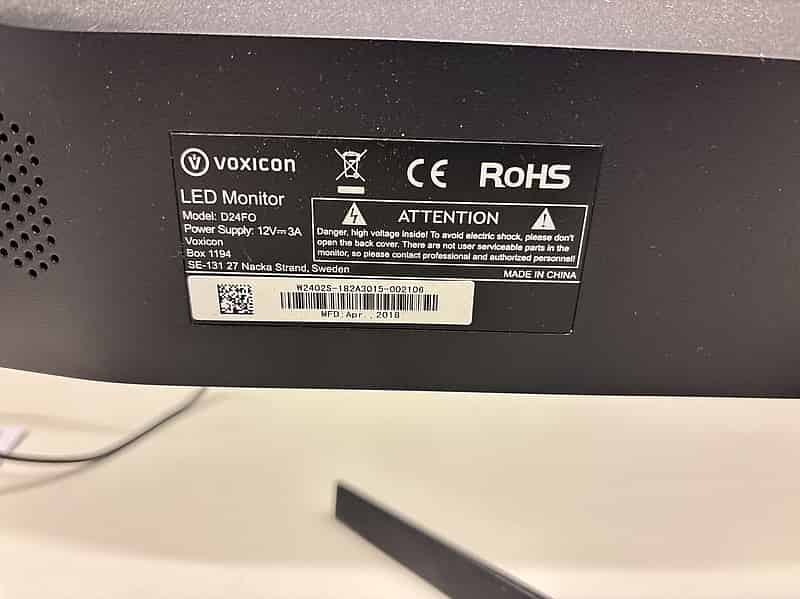 VOXICON
CE
RoHS
LED Monitor
Model: D24FO
Power Supply: 12V⎓3A
Voxicon
Box 1194
SE-131 27 Nacka Strand, Sweden
ATTENTION
Danger, high voltage inside! To avoid electric shock, please don't
open the back cover. There are not user serviceable parts in the
monitor, so please contact professional and authorized personnel!
MADE IN CHINA
W2402S-182A3015-002106
MFD:Apr., 2018